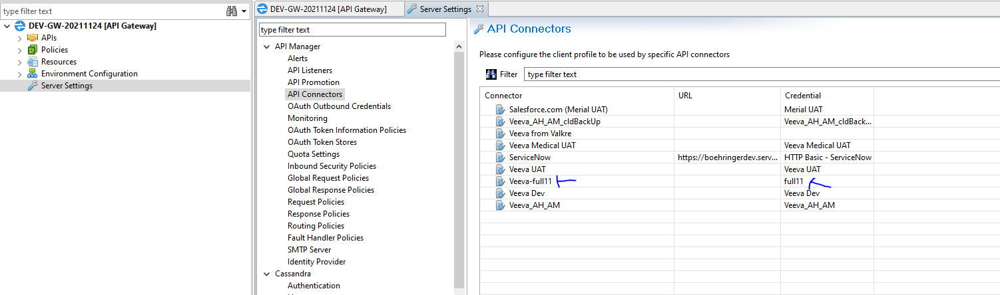 type filter text
DEV-GW-20211124 [API Gateway]
APIs
Policies
Resources
Environment Configuration
Server Settings
DEV-GW-20211124 [API Gateway]
Server Settings
type filter text
API Manager
Alerts
API Listeners
API Promotion
API Connectors
OAuth Outbound Credentials
Monitoring
OAuth Token Information Policies
OAuth Token Stores
Quota Settings
Inbound Security Policies
Global Request Policies
Global Response Policies
Request Policies
Response Policies
Routing Policies
Fault Handler Policies
SMTP Server
Identity Provider
Cassandra
Authentication
API Connectors
Please configure the client profile to be used by specific API connectors
Filter type filter text
Connector URL Credential
Salesforce.com (Merial UAT) Merial UAT
Veeva_AH_AM_cldBackUp Veeva_AH_AM_cldBack...
Veeva from Valkre
Veeva Medical UAT Veeva Medical UAT
ServiceNow https://boehringerdev.serv... HTTP Basic - ServiceNow
Veeva UAT Veeva UAT
Veeva-full11 full11
Veeva Dev Veeva Dev
Veeva_AH_AM Veeva_AH_AM